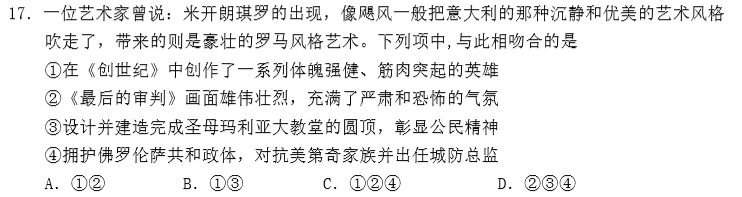 17. 一位艺术家曾说：米开朗琪罗的出现，像飓风一般把意大利的那种沉静和优美的艺术风格
吹走了，带来的则是豪壮的罗马风格艺术。下列项中,与此相吻合的是
①在《创世纪》中创作了一系列体魄强健、筋肉突起的英雄
②《最后的审判》画面雄伟壮烈，充满了严肃和恐怖的气氛
③设计并建造完成圣母玛利亚大教堂的圆顶，彰显公民精神
④拥护佛罗伦萨共和政体，对抗美第奇家族并出任城防总监
A. ①② B. ①③ C. ①②④ D. ②③④